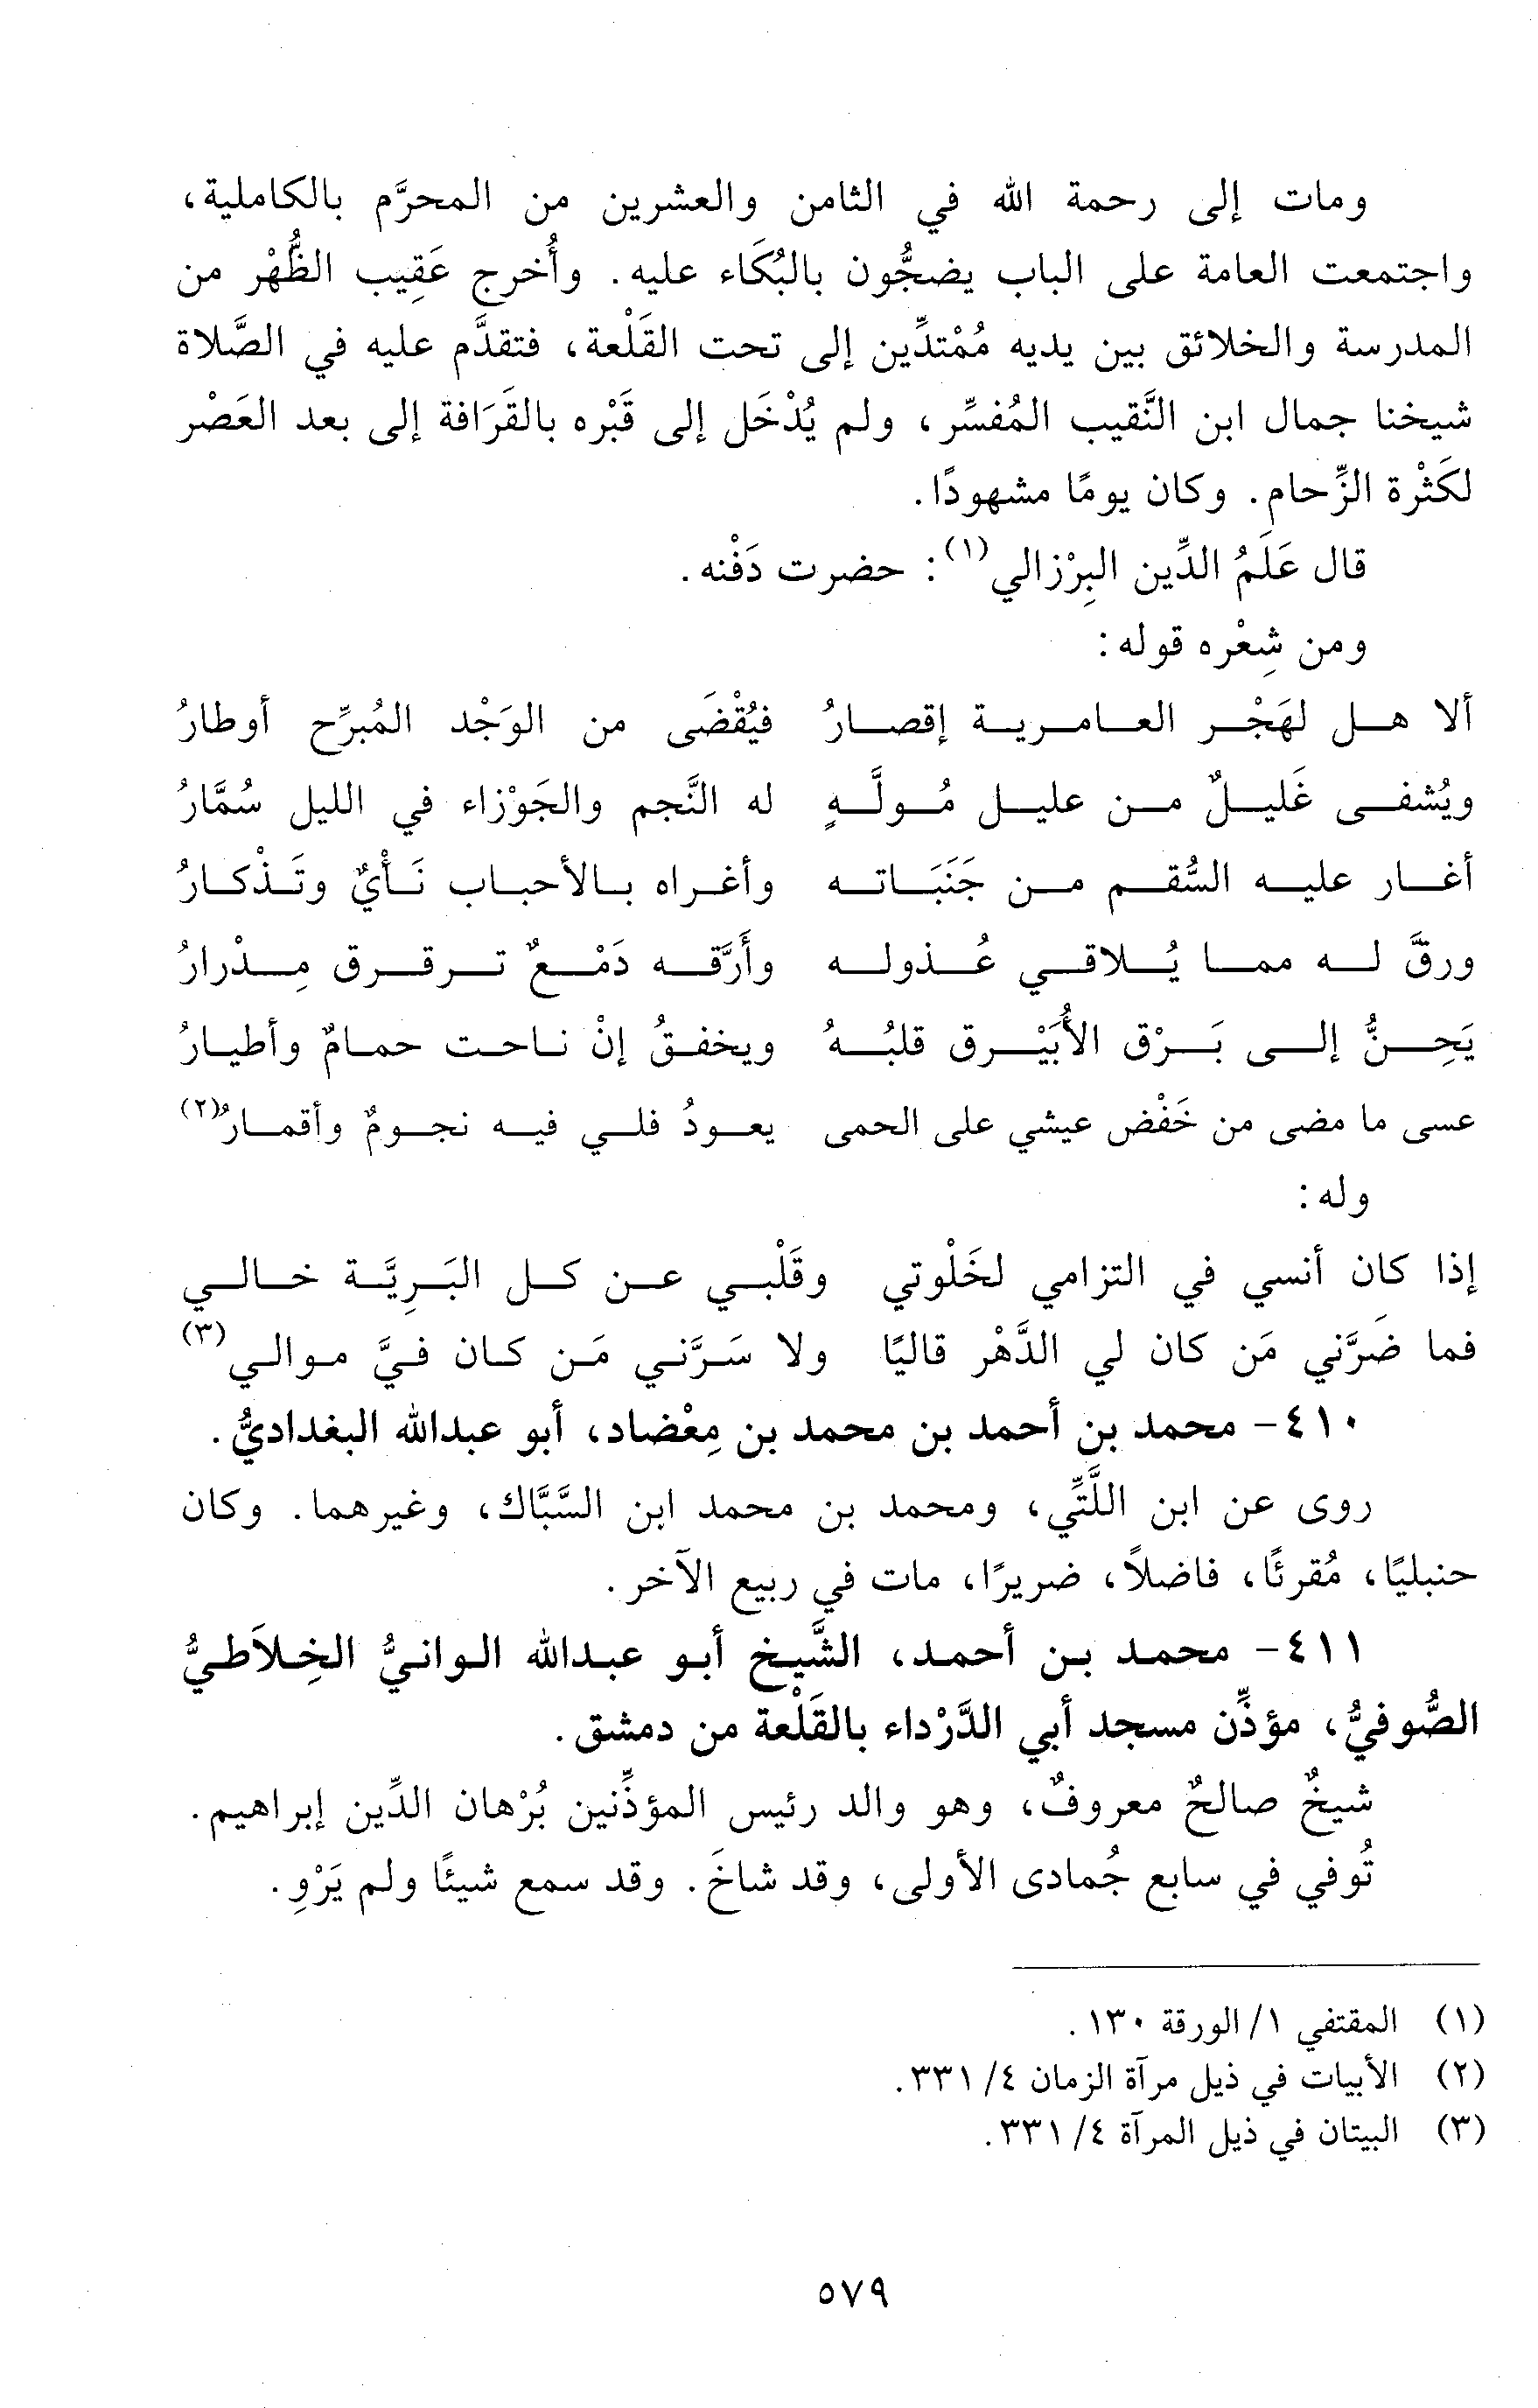 ومات إلى رحمة الله في الثامن والعشرين من المحرَّم بالكاملية،
واجتمعت العامة على الباب يضجُّون بالبُكَاء عليه. وأُخرج عَقِيب الظُّهْر من
المدرسة والخلائق بين يديه مُمْتدِّين إلى تحت القَلْعة، فتقدَّم عليه في الصَّلاة
شيخنا جمال ابن النَّقيب المُفسِّر، ولم يُدْخَل إلى قَبْره بالقَرَافة إلى بعد العَصْر
لكَثْرة الزِّحام. وكان يومًا مشهودًا.
قال عَلَمُ الدِّين البِرْزالي(١): حضرت دَفْنه.
ومن شِعْره قوله:
ألا هل لهَجْر العامرية إقصارُ فيُقْضَى من الوَجْد المُبرِّح أوطارُ
ويُشفى غَليلٌ من عليل مُولَّهٍ له النَّجم والجَوْزاء في الليل سُمَّارُ
أغار عليه السُّقم من جَنَبَاته وأغراه بالأحباب نَأْيٌ وتَذْكارُ
ورقَّ له مما يُلاقي عُذوله وأَرَّقه دَمْعٌ ترقرق مِدْرارُ
يَحِنُّ إلى بَرْق الأُبَيْرق قلبُهُ ويخفقُ إنْ ناحت حمامٌ وأطيارُ
عسى ما مضى من خَفْض عيشي على الحمى يعودُ فلي فيه نجومٌ وأقمارُ(٢)
وله:
إذا كان أنسي في التزامي لخَلْوتي وقَلْبي عن كل البَرِيَّة خالي
فما ضَرَّني مَن كان لي الدَّهْر قاليًا ولا سَرَّني مَن كان فيَّ موالي(٣)
٤١٠- محمد بن أحمد بن محمد بن مِعْضاد، أبو عبدالله البغداديُّ.
روى عن ابن اللَّتِّي، ومحمد بن محمد ابن السَّبَّاك، وغيرهما. وكان
حنبليًا، مُقرئًا، فاضلاً، ضريرًا، مات في ربيع الآخر.
٤١١- محمد بن أحمد، الشَّيخ أبو عبدالله الوانيُّ الخِلاَطيُّ
الصُّوفيُّ، مؤذِّن مسجد أبي الدَّرْداء بالقَلْعة من دمشق.
شيخٌ صالحٌ معروفٌ، وهو والد رئيس المؤذِّنين بُرْهان الدِّين إبراهيم.
تُوفي في سابع جُمادى الأولى، وقد شاخَ. وقد سمع شيئًا ولم يَرْوِ.
(١) المقتفي ١/ الورقة ١٣٠.
(٢) الأبيات في ذيل مرآة الزمان ٤/ ٣٣١.
(٣) البيتان في ذيل المرآة ٤/ ٣٣١.
٥٧٩